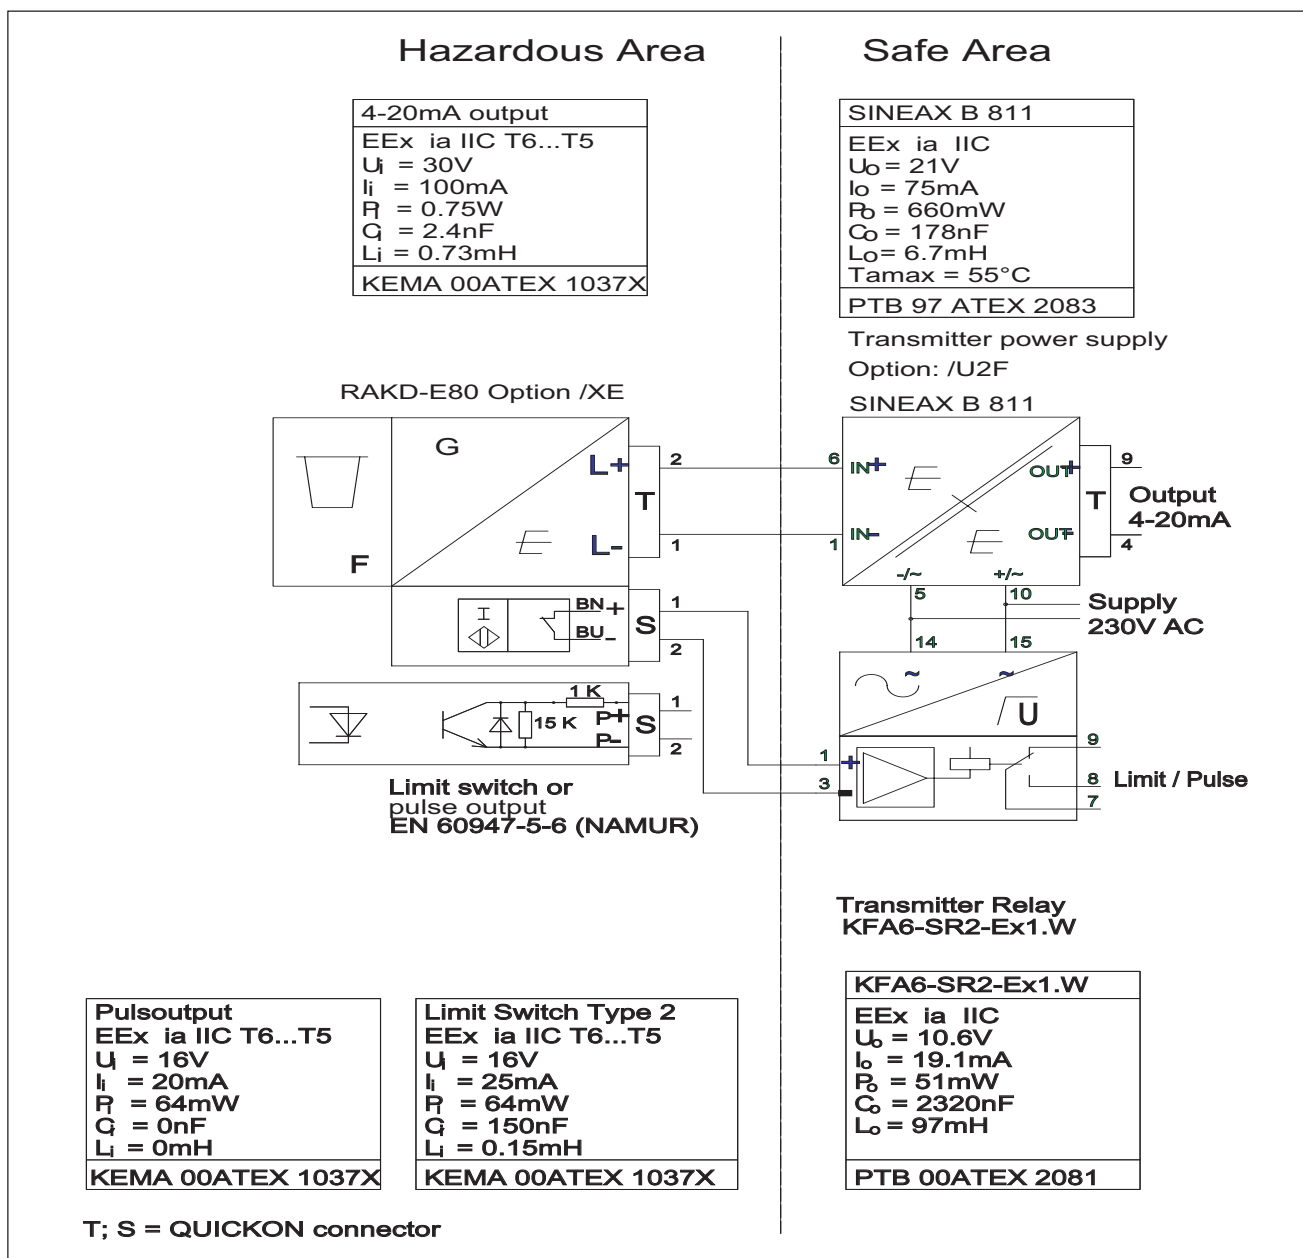 Hazardous Area
Safe Area
4-20mA output
EEx ia IIC T6...T5
Ui = 30V
Ii = 100mA
Pi = 0.75W
Ci = 2.4nF
Li = 0.73mH
KEMA 00ATEX 1037X
SINEAX B 811
EEx ia IIC
Uo = 21V
Io = 75mA
Po = 660mW
Co = 178nF
Lo = 6.7mH
Tamax = 55°C
PTB 97 ATEX 2083
Transmitter power supply
Option: /U2F
SINEAX B 811
RAKD-E80 Option /XE
G
F
E
L+
L-
T
2
1
6
1
IN+
IN-
E
E
OUT+
OUT-
T
9
4
Output
4-20mA
-/~
+/~
5
10
Supply
230V AC
14
15
~
~
U
I
BN+
BU-
S
1
2
1 K
15 K
P+
P-
S
1
2
1
+
3
-
9
8
7
Limit / Pulse
Limit switch or
pulse output
EN 60947-5-6 (NAMUR)
Transmitter Relay
KFA6-SR2-Ex1.W
Pulsoutput
EEx ia IIC T6...T5
Ui = 16V
Ii = 20mA
Pi = 64mW
Ci = 0nF
Li = 0mH
KEMA 00ATEX 1037X
Limit Switch Type 2
EEx ia IIC T6...T5
Ui = 16V
Ii = 25mA
Pi = 64mW
Ci = 150nF
Li = 0.15mH
KEMA 00ATEX 1037X
KFA6-SR2-Ex1.W
EEx ia IIC
Uo = 10.6V
Io = 19.1mA
Po = 51mW
Co = 2320nF
Lo = 97mH
PTB 00ATEX 2081
T; S = QUICKON connector